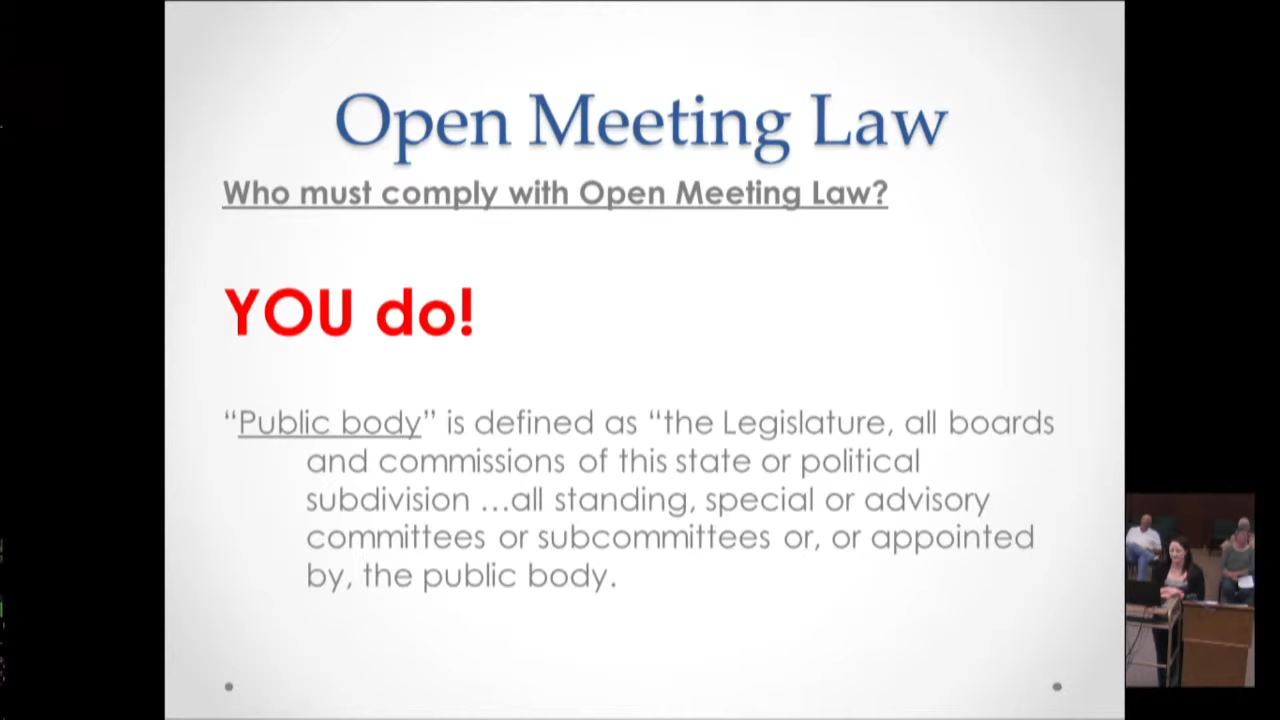 Open Meeting Law
Who must comply with Open Meeting Law?
YOU do!
“Public body” is defined as “the Legislature, all boards
and commissions of this state or political
subdivision …all standing, special or advisory
committees or subcommittees or, or appointed
by, the public body.